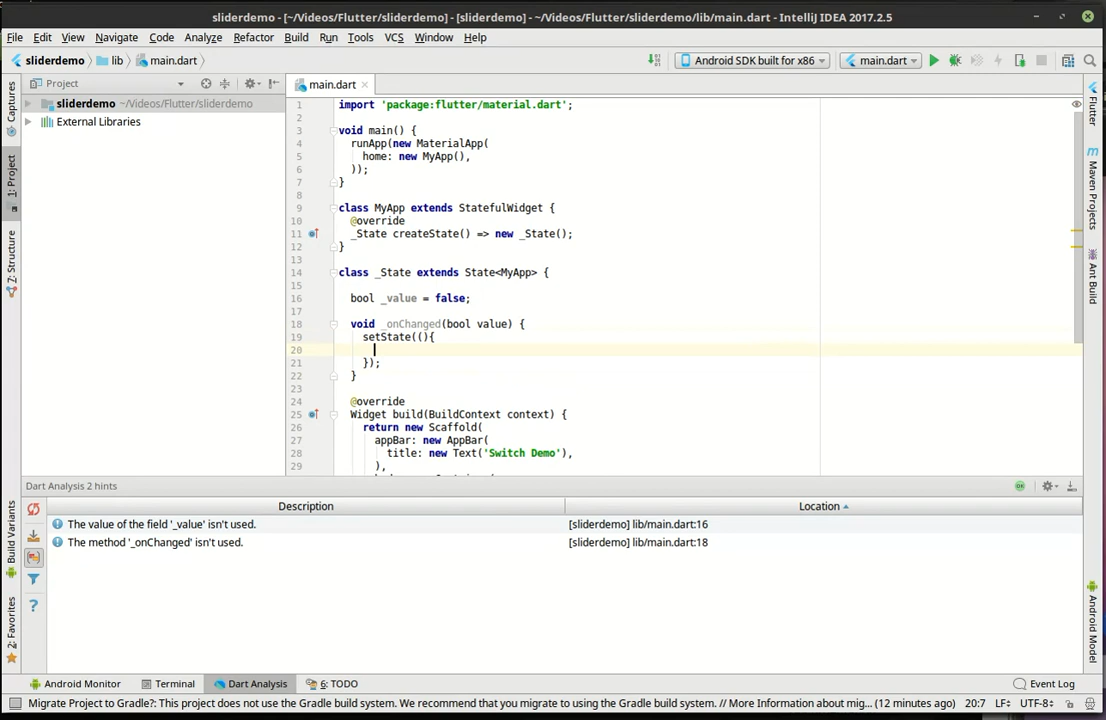 sliderdemo - [~/Videos/Flutter/sliderdemo] - [sliderdemo] - ~/Videos/Flutter/sliderdemo/lib/main.dart - IntelliJ IDEA 2017.2.5
File Edit View Navigate Code Analyze Refactor Build Run Tools VCS Window Help
sliderdemo lib main.dart
Android SDK built for x86 main.dart
Project
main.dart
sliderdemo ~/Videos/Flutter/sliderdemo
External Libraries
Captures
1: Project
7: Structure
Build Variants
2: Favorites
1 import 'package:flutter/material.dart';
2
3 void main() {
4 runApp(new MaterialApp(
5 home: new MyApp(),
6 ));
7 }
8
9 class MyApp extends StatefulWidget {
10 @override
11 _State createState() => new _State();
12 }
13
14 class _State extends State<MyApp> {
15
16 bool _value = false;
17
18 void _onChanged(bool value) {
19 setState((){
20
21 });
22 }
23
24 @override
25 Widget build(BuildContext context) {
26 return new Scaffold(
27 appBar: new AppBar(
28 title: new Text('Switch Demo'),
29 ),
Flutter
Maven Projects
Ant Build
Android Model
Dart Analysis 2 hints
Description Location
The value of the field '_value' isn't used. [sliderdemo] lib/main.dart:16
The method '_onChanged' isn't used. [sliderdemo] lib/main.dart:18
Android Monitor Terminal Dart Analysis 6: TODO Event Log
Migrate Project to Gradle?: This project does not use the Gradle build system. We recommend that you migrate to using the Gradle build system. // More Information about mig... (12 minutes ago) 20:7 LF÷ UTF-8÷